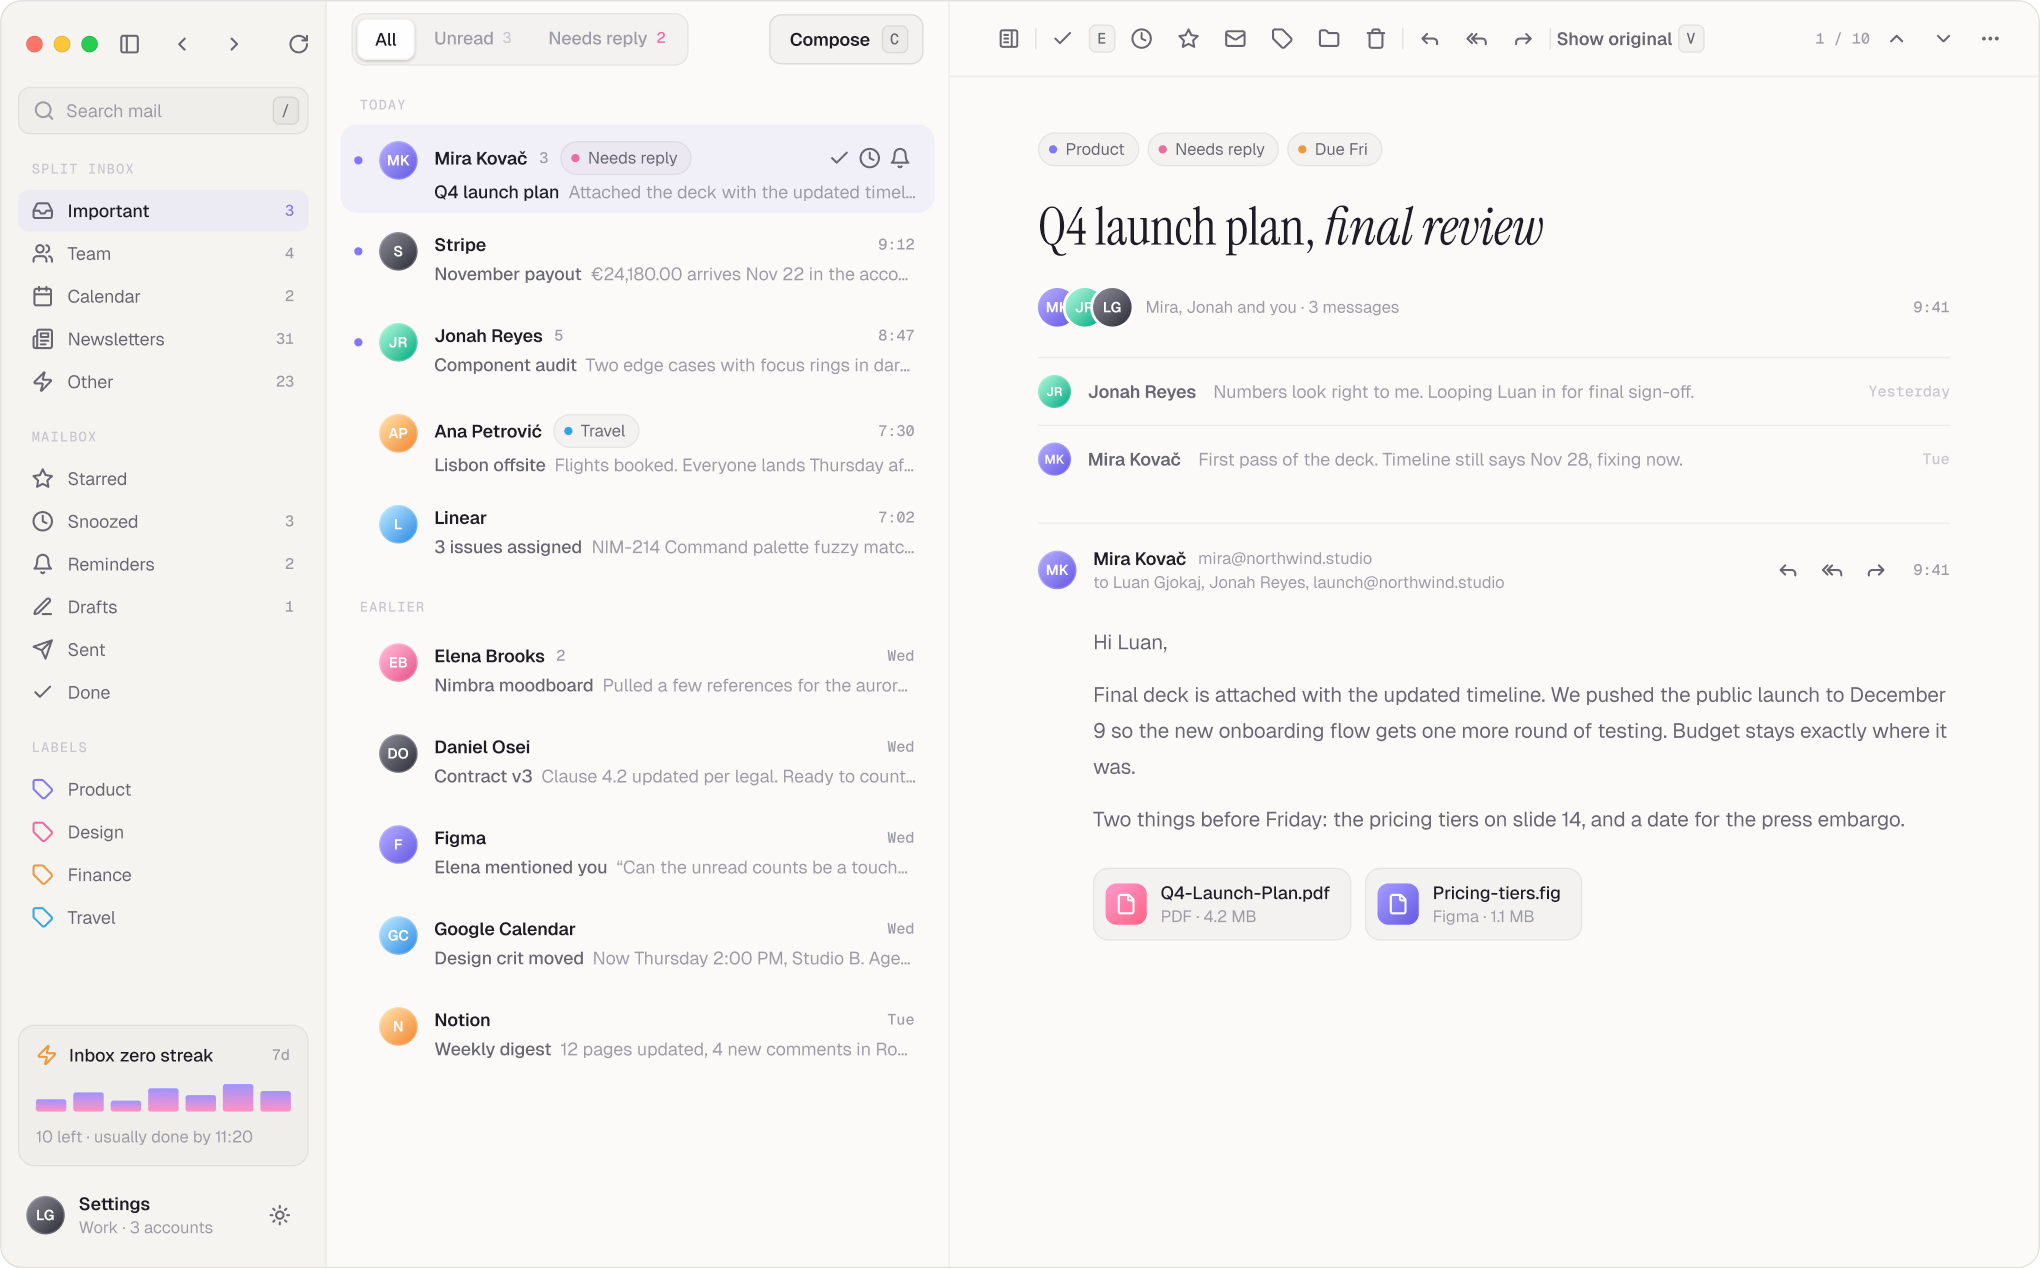 Search mail /
SPLIT INBOX
Important 3
Team 4
Calendar 2
Newsletters 31
Other 23
MAILBOX
Starred
Snoozed 3
Reminders 2
Drafts 1
Sent
Done
LABELS
Product
Design
Finance
Travel
Inbox zero streak 7d
10 left · usually done by 11:20
LG
Settings
Work · 3 accounts
All Unread 3 Needs reply 2
Compose C
TODAY
MK Mira Kovač 3 Needs reply
Q4 launch plan Attached the deck with the updated timel...
S Stripe 9:12
November payout €24,180.00 arrives Nov 22 in the acco...
JR Jonah Reyes 5 8:47
Component audit Two edge cases with focus rings in dar...
AP Ana Petrović Travel 7:30
Lisbon offsite Flights booked. Everyone lands Thursday af...
L Linear 7:02
3 issues assigned NIM-214 Command palette fuzzy matc...
EARLIER
EB Elena Brooks 2 Wed
Nimbra moodboard Pulled a few references for the auror...
DO Daniel Osei Wed
Contract v3 Clause 4.2 updated per legal. Ready to count...
F Figma Wed
Elena mentioned you “Can the unread counts be a touch...
GC Google Calendar Wed
Design crit moved Now Thursday 2:00 PM, Studio B. Age...
N Notion Tue
Weekly digest 12 pages updated, 4 new comments in Ro...
E Show original V 1 / 10
Product Needs reply Due Fri
Q4 launch plan, final review
MK JR LG Mira, Jonah and you · 3 messages 9:41
JR Jonah Reyes Numbers look right to me. Looping Luan in for final sign-off. Yesterday
MK Mira Kovač First pass of the deck. Timeline still says Nov 28, fixing now. Tue
MK Mira Kovač mira@northwind.studio 9:41
to Luan Gjokaj, Jonah Reyes, launch@northwind.studio
Hi Luan,
Final deck is attached with the updated timeline. We pushed the public launch to December
9 so the new onboarding flow gets one more round of testing. Budget stays exactly where it
was.
Two things before Friday: the pricing tiers on slide 14, and a date for the press embargo.
Q4-Launch-Plan.pdf
PDF · 4.2 MB
Pricing-tiers.fig
Figma · 1.1 MB